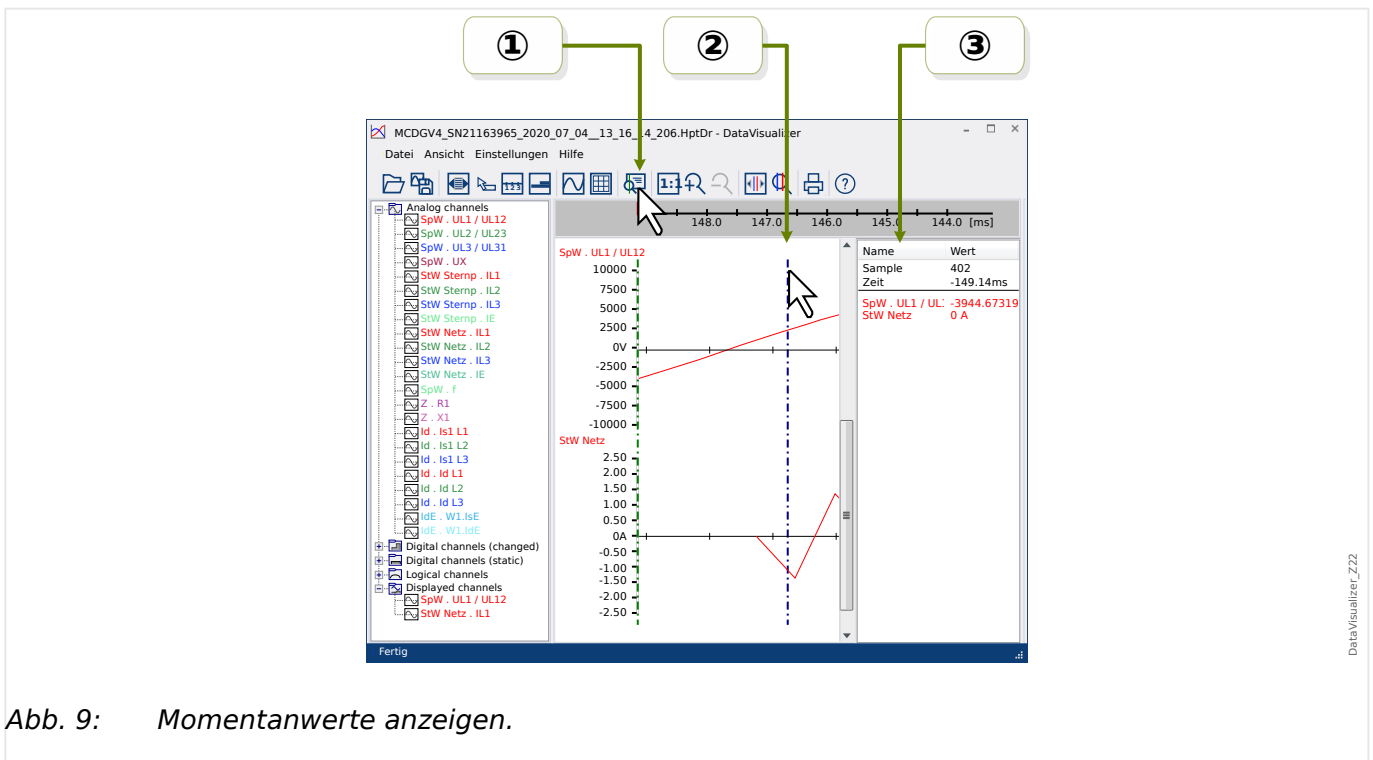 ① ② ③
MCDGV4_SN21163965_2020_07_04__13_16_14_206.HptDr - DataVisualizer
Datei Ansicht Einstellungen Hilfe
123 1:1 ?
Analog channels
SpW . UL1 / UL12
SpW . UL2 / UL23
SpW . UL3 / UL31
SpW . UX
StW Sternp . IL1
StW Sternp . IL2
StW Sternp . IL3
StW Sternp . IE
StW Netz . IL1
StW Netz . IL2
StW Netz . IL3
StW Netz . IE
SpW . f
Z . R1
Z . X1
Id . Is1 L1
Id . Is1 L2
Id . Is1 L3
Id . Id L1
Id . Id L2
Id . Id L3
IdE . W1.IsE
IdE . W1.IdE
Digital channels (changed)
Digital channels (static)
Logical channels
Displayed channels
SpW . UL1 / UL12
StW Netz . IL1
148.0 147.0 146.0 145.0 144.0 [ms]
SpW . UL1 / UL12
10000
7500
5000
2500
0V
-2500
-5000
-7500
-10000
StW Netz
2.50
2.00
1.50
1.00
0.50
0A
-0.50
-1.00
-1.50
-2.00
-2.50
Name Wert
Sample 402
Zeit -149.14ms
SpW . UL1 / UL: -3944.67319
StW Netz 0 A
Fertig
DataVisualizer_Z22
Abb. 9: Momentanwerte anzeigen.